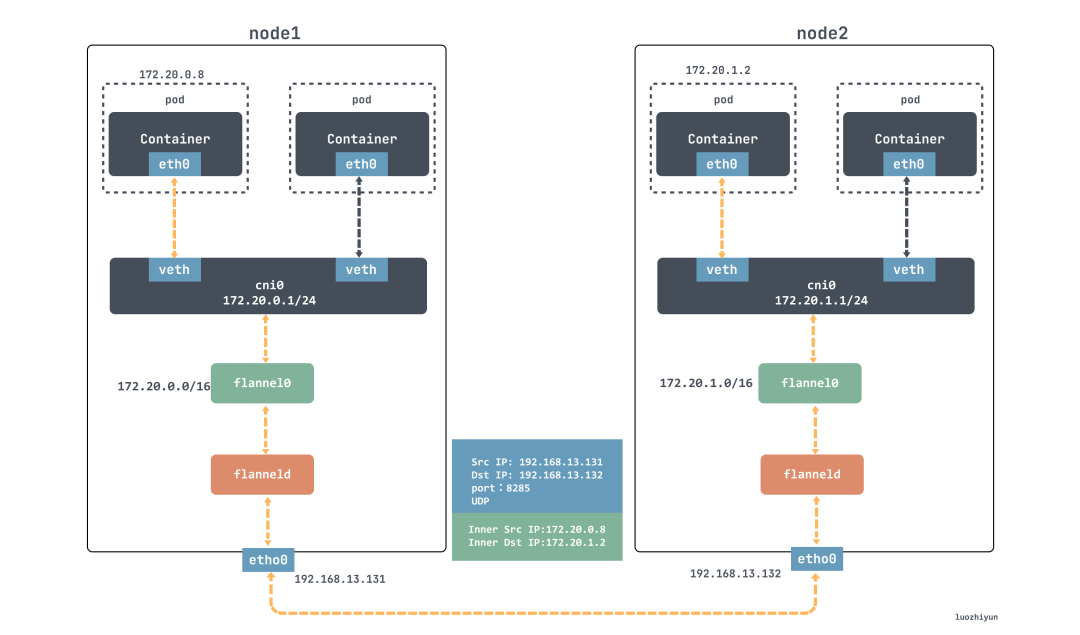 node1
172.20.0.8
pod
pod
Container
eth0
Container
eth0
veth
veth
cni0
172.20.0.1/24
172.20.0.0/16
flannel0
flanneld
etho0
192.168.13.131
Src IP: 192.168.13.131
Dst IP: 192.168.13.132
port：8285
UDP
Inner Src IP:172.20.0.8
Inner Dst IP:172.20.1.2
node2
172.20.1.2
pod
pod
Container
eth0
Container
eth0
veth
veth
cni0
172.20.1.1/24
172.20.1.0/16
flannel0
flanneld
etho0
192.168.13.132
luozhiyun